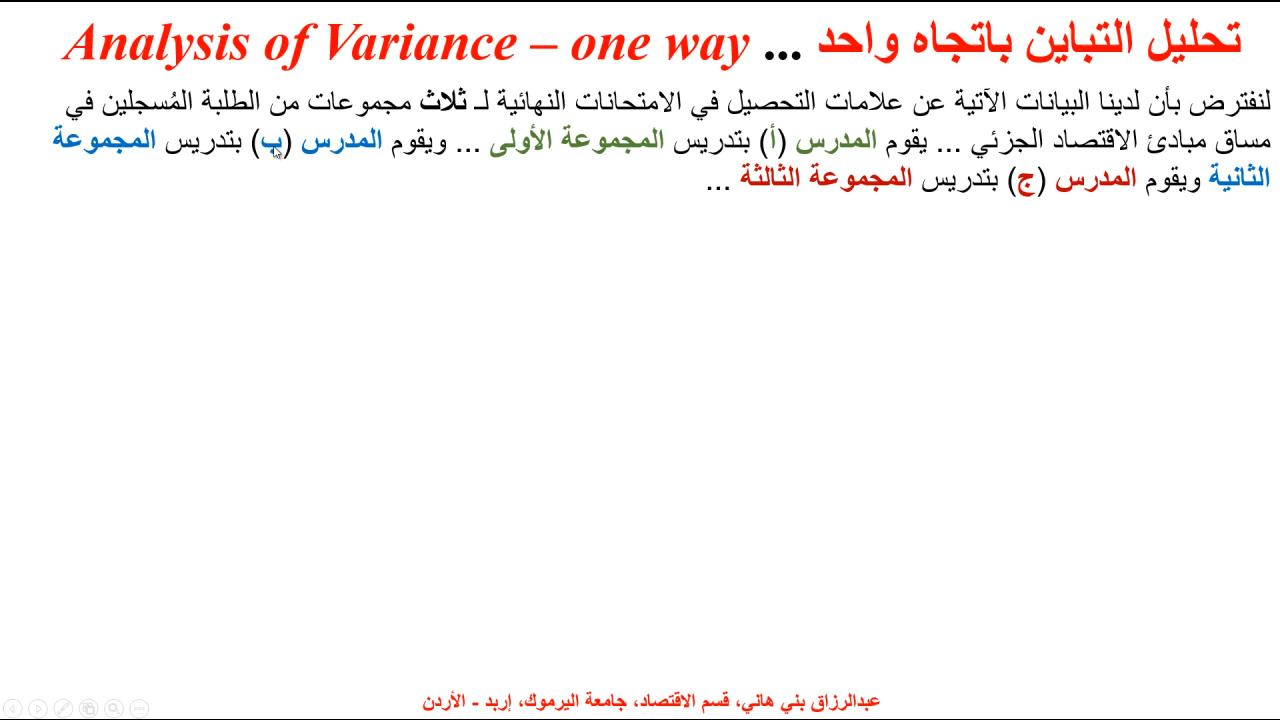 تحليل التباين باتجاه واحد ... Analysis of Variance – one way
لنفترض بأن لدينا البيانات الآتية عن علامات التحصيل في الامتحانات النهائية لـ ثلاث مجموعات من الطلبة المُسجلين في
مساق مبادئ الاقتصاد الجزئي ... يقوم المدرس (أ) بتدريس المجموعة الأولى ... ويقوم المدرس (ب) بتدريس المجموعة
الثانية ويقوم المدرس (ج) بتدريس المجموعة الثالثة ...
عبدالرزاق بني هاني، قسم الاقتصاد، جامعة اليرموك، إربد - الأردن